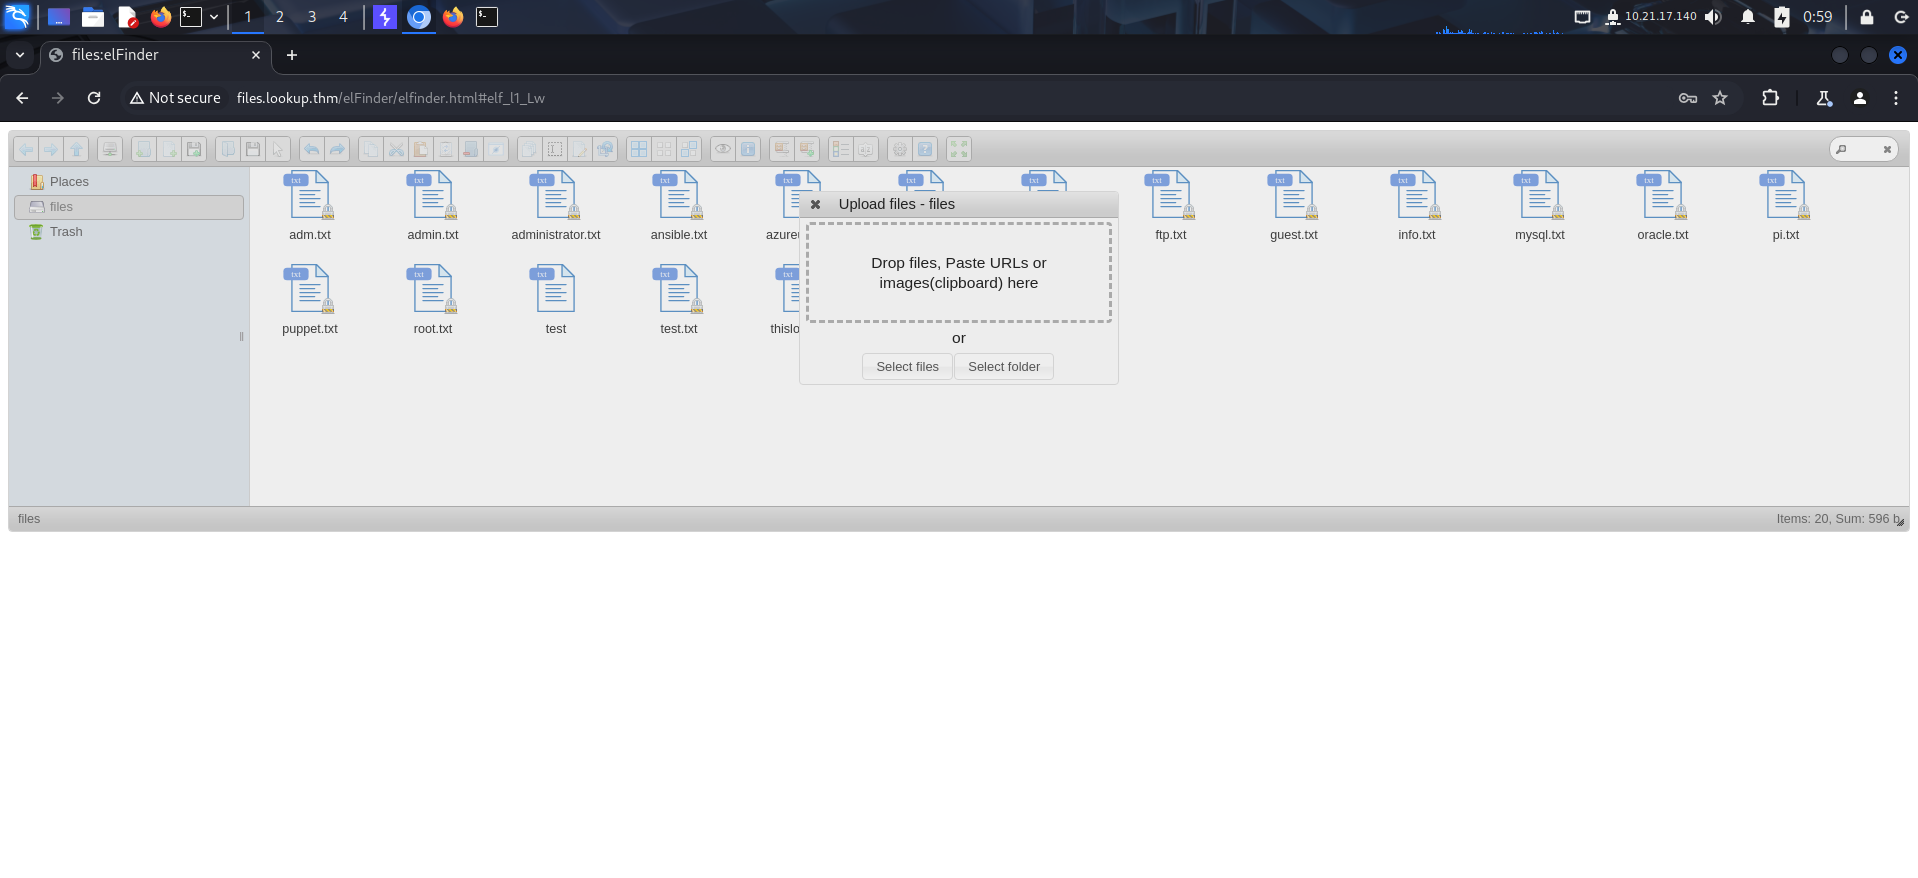 1 2 3 4
10.21.17.140
0:59
files:elFinder
Not secure files.lookup.thm/elFinder/elfinder.html#elf_l1_Lw
Places
files
Trash
txt txt txt txt txt txt txt txt txt txt txt txt txt
adm.txt admin.txt administrator.txt ansible.txt azureu ftp.txt guest.txt info.txt mysql.txt oracle.txt pi.txt
txt txt txt txt txt
puppet.txt root.txt test test.txt thislo
Upload files - files
Drop files, Paste URLs or
images(clipboard) here
or
Select files Select folder
files Items: 20, Sum: 596 b